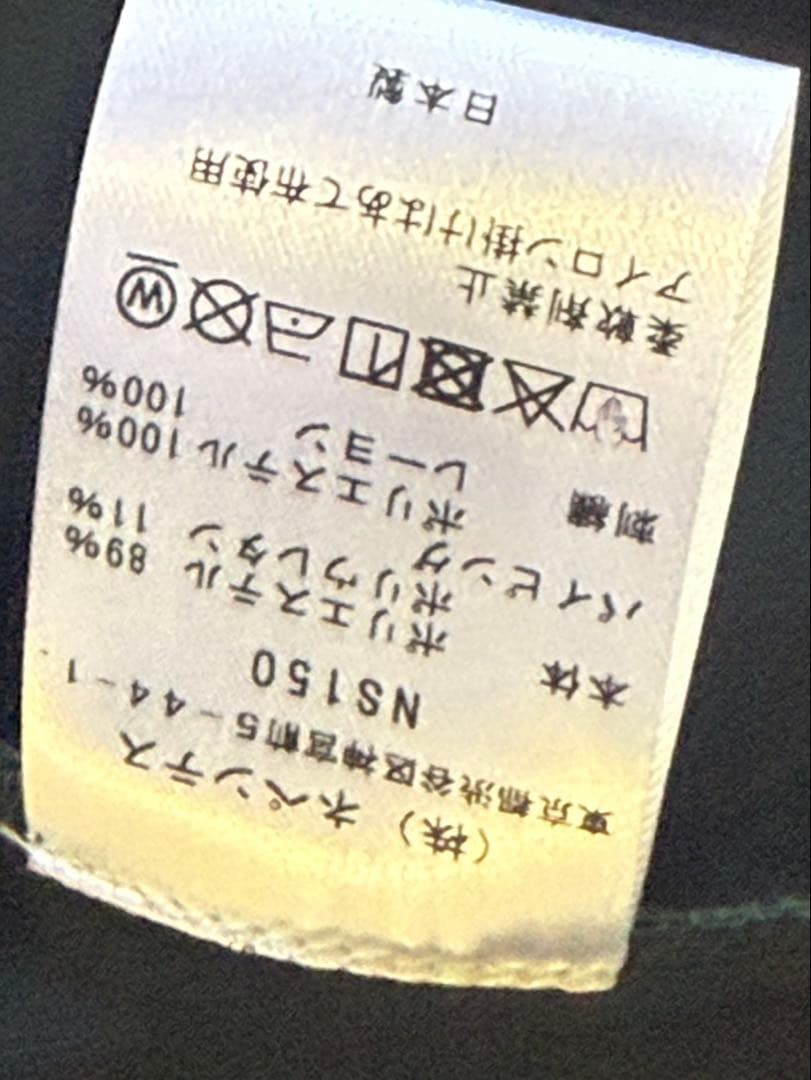 (株) ネペンテス
東京都渋谷区神宮前5-44-1
NS150
本体 ポリエステル 89%
ポリウレタン 11%
パイピング
ポリエステル 100%
刺繍 レーヨン 100%
W
柔軟剤禁止
アイロン掛けはあて布使用
日本製